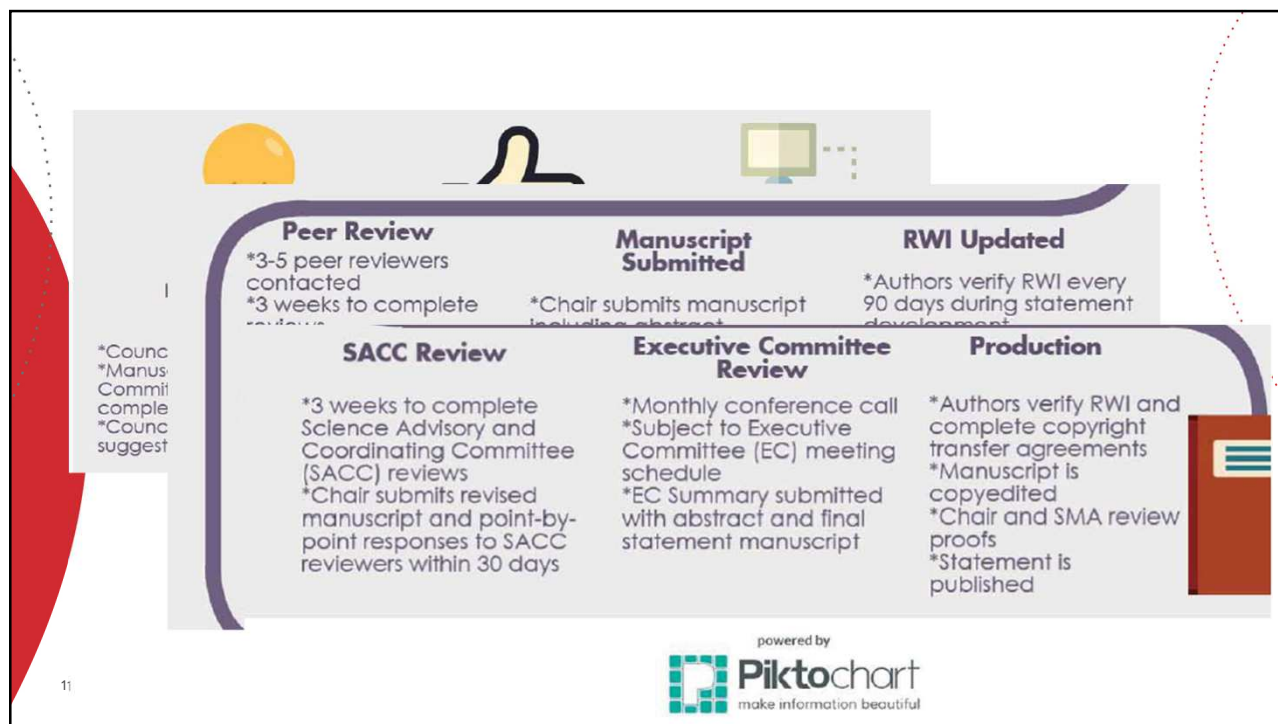 Peer Review
*3-5 peer reviewers
contacted
*3 weeks to complete
reviews
Manuscript
Submitted
*Chair submits manuscript
including abstract
RWI Updated
*Authors verify RWI every
90 days during statement
development
*Counc
*Manus
Commit
comple
*Counc
suggest
SACC Review
*3 weeks to complete
Science Advisory and
Coordinating Committee
(SACC) reviews
*Chair submits revised
manuscript and point-by-
point responses to SACC
reviewers within 30 days
Executive Committee
Review
*Monthly conference call
*Subject to Executive
Committee (EC) meeting
schedule
*EC Summary submitted
with abstract and final
statement manuscript
Production
*Authors verify RWI and
complete copyright
transfer agreements
*Manuscript is
copyedited
*Chair and SMA review
proofs
*Statement is
published
powered by
Piktochart
make information beautiful
11